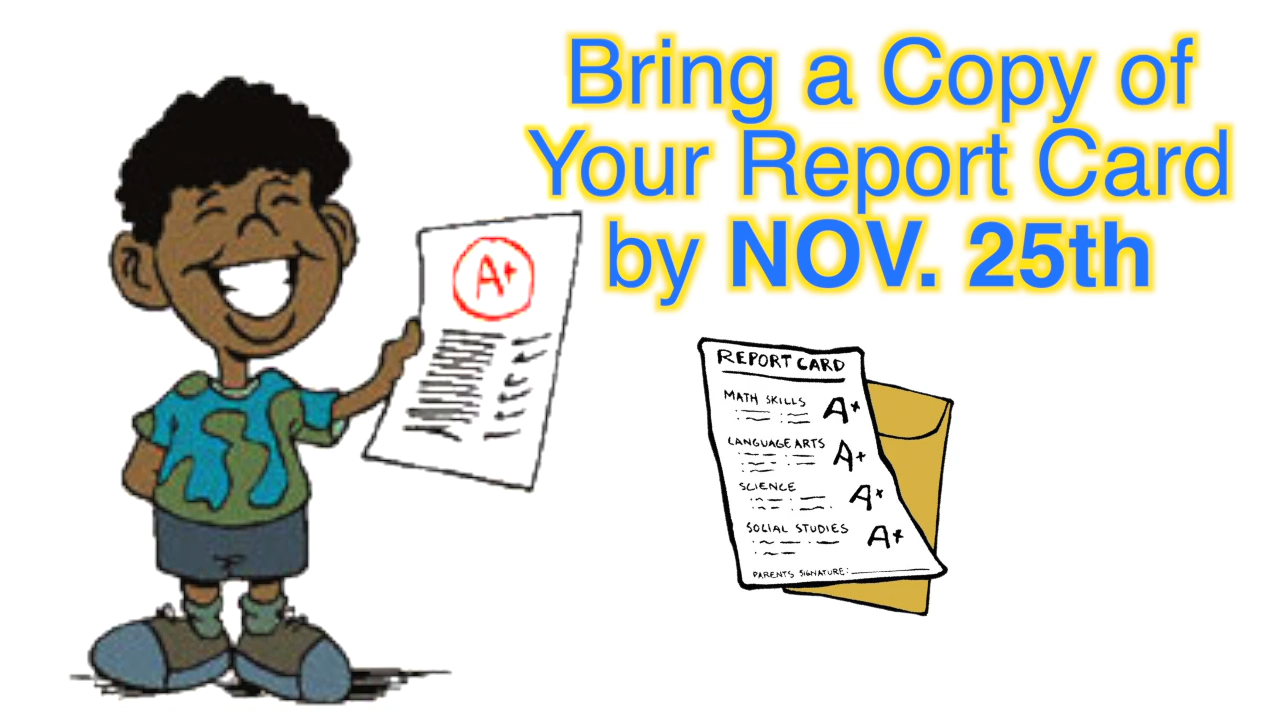 Bring a Copy of
Your Report Card
by NOV. 25th
A+
REPORT CARD
MATH SKILLS A+
LANGUAGE ARTS A+
SCIENCE A+
SOCIAL STUDIES A+
PARENTS SIGNATURE: